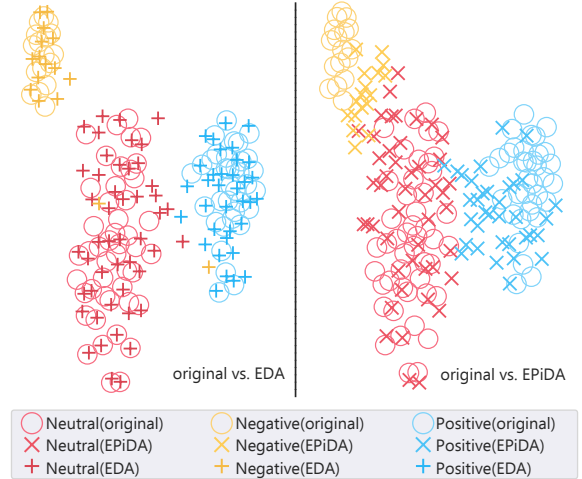 original vs. EDA
original vs. EPiDA
Neutral(original) Negative(original) Positive(original)
Neutral(EPiDA) Negative(EPiDA) Positive(EPiDA)
Neutral(EDA) Negative(EDA) Positive(EDA)